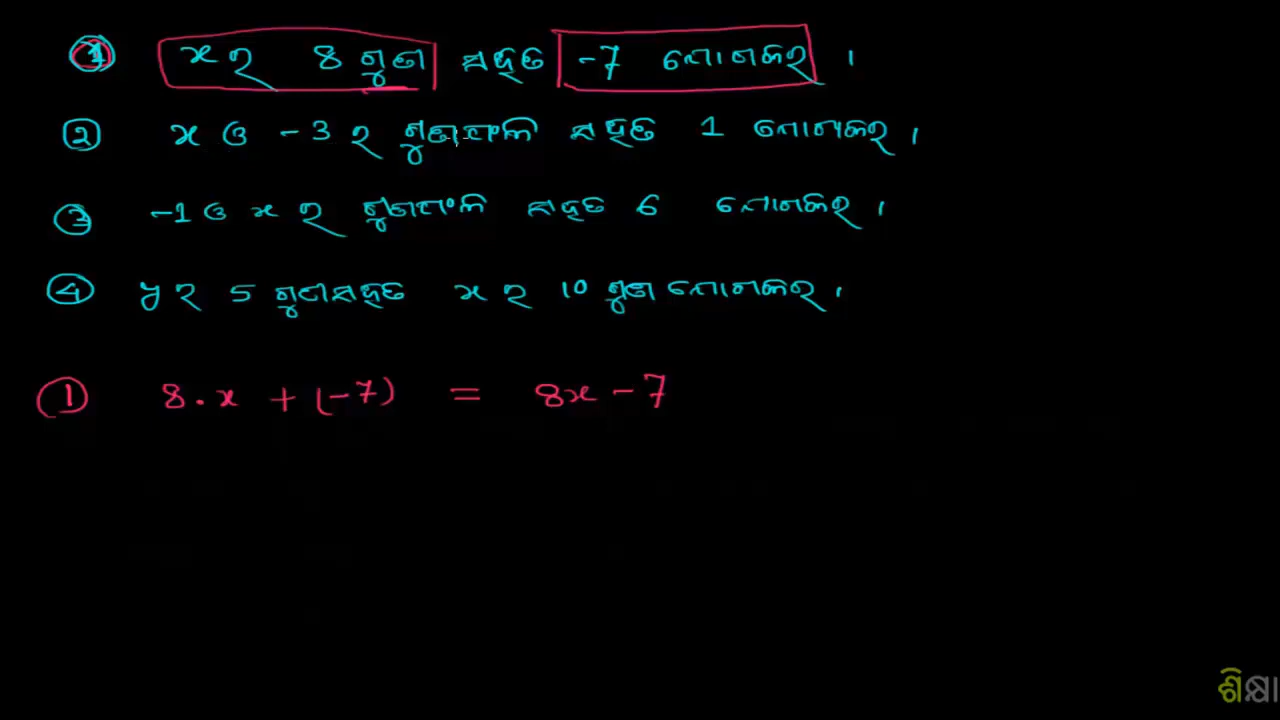 ① xର 8 ଗୁଣ ସହିତ -7 ଯୋଗକର ।
② x ଓ -3 ର ଗୁଣଫଳ ସହିତ 1 ଯୋଗକର ।
③ -1 ଓ x ର ଗୁଣଫଳ ସହିତ 6 ଯୋଗକର ।
④ y ର 5 ଗୁଣ ସହିତ x ର 10 ଗୁଣ ଯୋଗକର ।
① 8.x + (-7) = 8x - 7
ଶିକ୍ଷା